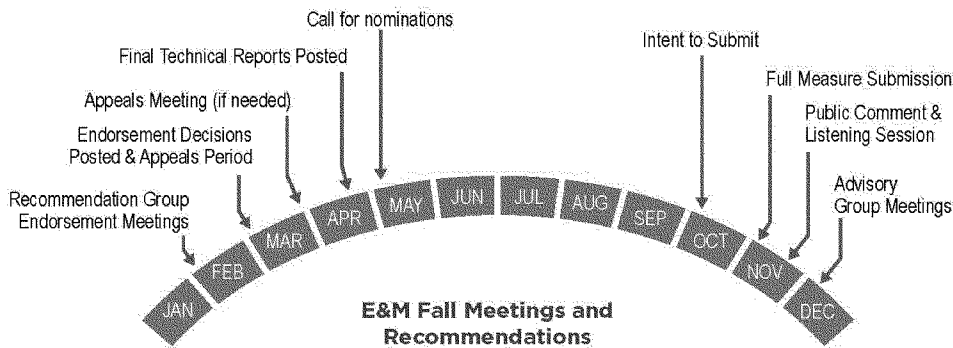 Call for nominations
Final Technical Reports Posted
Appeals Meeting (if needed)
Endorsement Decisions
Posted & Appeals Period
Recommendation Group
Endorsement Meetings
Intent to Submit
Full Measure Submission
Public Comment &
Listening Session
Advisory
Group Meetings
JAN
FEB
MAR
APR
MAY
JUN
JUL
AUG
SEP
OCT
NOV
DEC
E&M Fall Meetings and
Recommendations